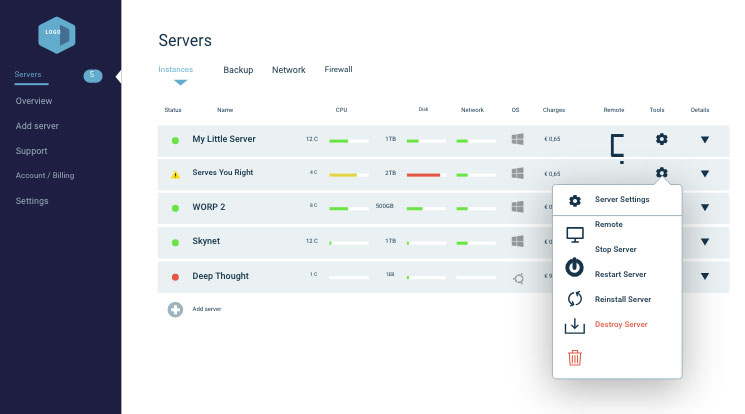 LOGO
Servers
5
Overview
Add server
Support
Account / Billing
Settings
Servers
Instances Backup Network Firewall
Status Name CPU Disk Network OS Charges Remote Tools Details
My Little Server 12 C 1TB € 0,65
Serves You Right 4 C 2TB € 0,65
WORP 2 8 C 500GB € 0
Skynet 12 C 1TB € 0
Deep Thought 1 C 1EB € 9
Add server
Server Settings
Remote
Stop Server
Restart Server
Reinstall Server
Destroy Server